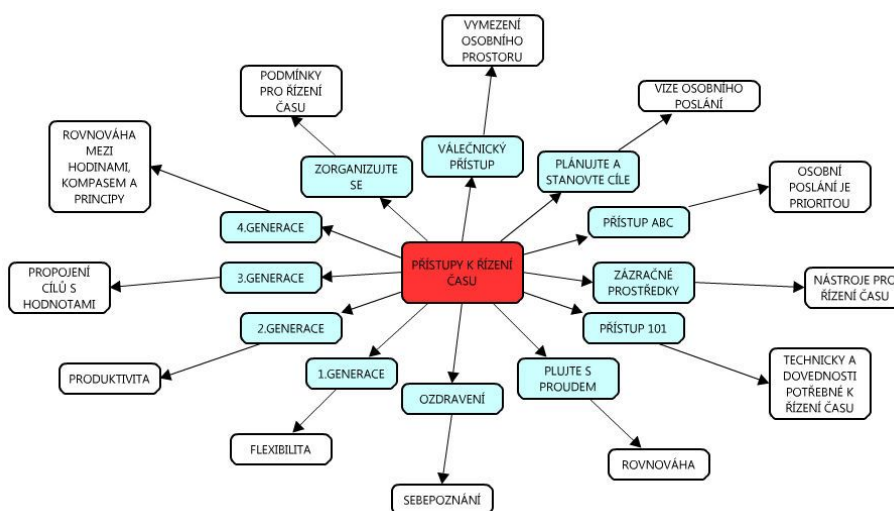 VYMEZENÍ
OSOBNÍHO
PROSTORU
PODMÍNKY
PRO ŘÍZENÍ
ČASU
VIZE OSOBNÍHO
POSLÁNÍ
ROVNOVÁHA
MEZI
HODINAMI,
KOMPASEM A
PRINCIPY
ZORGANIZUJTE
SE
VÁLEČNICKÝ
PŘÍSTUP
PLÁNUJTE A
STANOVTE CÍLE
OSOBNÍ
POSLÁNÍ JE
PRIORITOU
4.GENERACE
PŘÍSTUP ABC
PŘÍSTUPY K ŘÍZENÍ
ČASU
PROPOJENÍ
CÍLŮ S
HODNOTAMI
3.GENERACE
ZÁZRAČNÉ
PROSTŘEDKY
NÁSTROJE PRO
ŘÍZENÍ ČASU
2.GENERACE
PŘÍSTUP 101
PRODUKTIVITA
1.GENERACE
OZDRAVENÍ
PLUJTE S
PROUDEM
TECHNICKY A
DOVEDNOSTI
POTŘEBNÉ K
ŘÍZENÍ ČASU
FLEXIBILITA
SEBEPOZNÁNÍ
ROVNOVÁHA